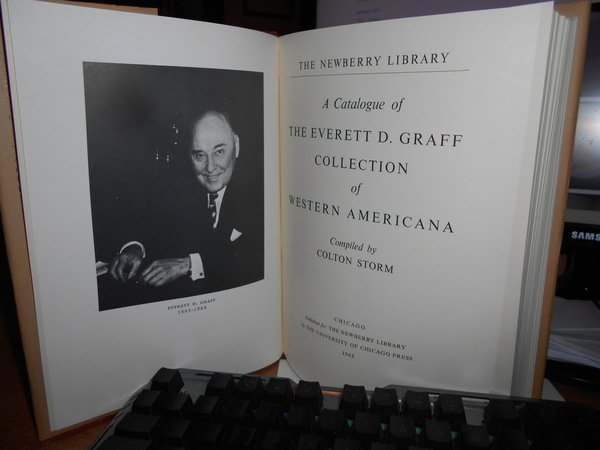 EVERETT D. GRAFF
1885-1964
THE NEWBERRY LIBRARY
A Catalogue of
THE EVERETT D. GRAFF
COLLECTION
of
WESTERN AMERICANA
Compiled by
COLTON STORM
CHICAGO
Published for THE NEWBERRY LIBRARY
by THE UNIVERSITY OF CHICAGO PRESS
1968
SAMS